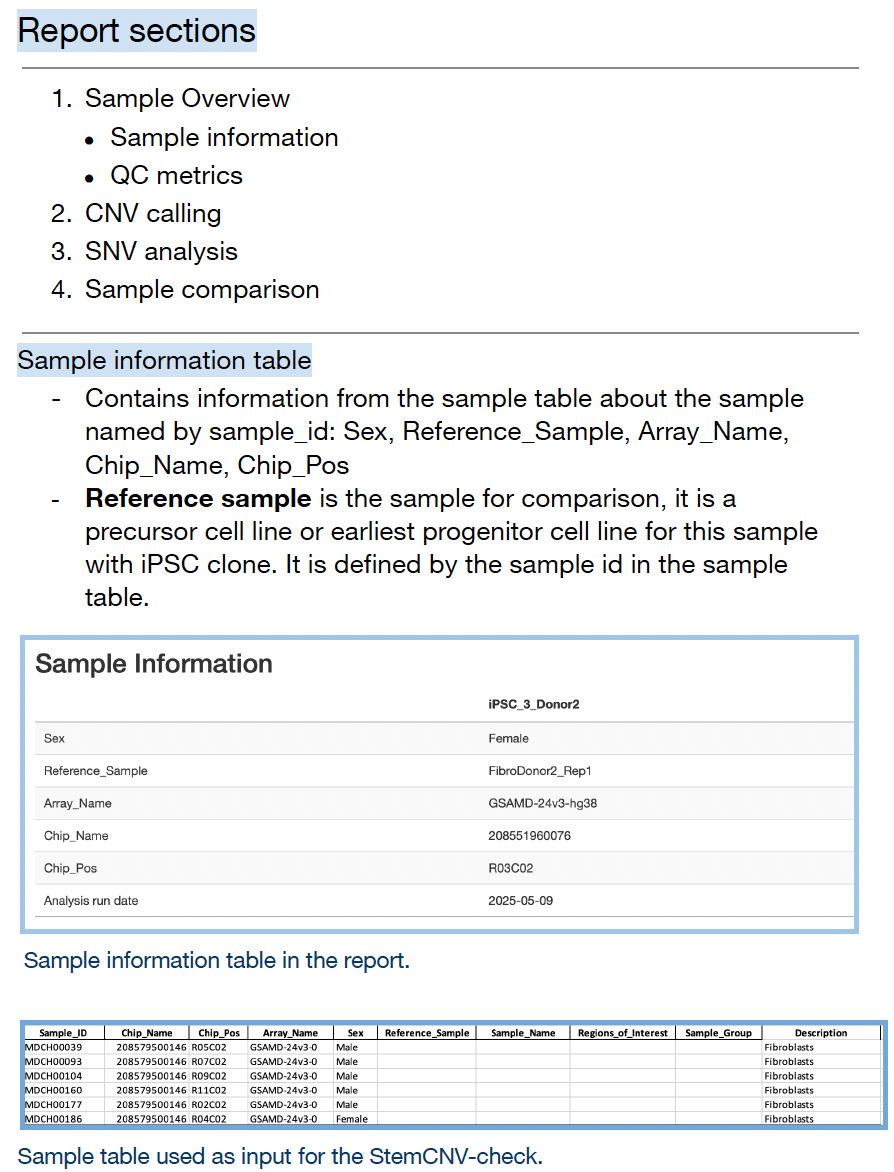 Report sections
1. Sample Overview
• Sample information
• QC metrics
2. CNV calling
3. SNV analysis
4. Sample comparison
Sample information table
- Contains information from the sample table about the sample
named by sample_id: Sex, Reference_Sample, Array_Name,
Chip_Name, Chip_Pos
- Reference sample is the sample for comparison, it is a
precursor cell line or earliest progenitor cell line for this sample
with iPSC clone. It is defined by the sample id in the sample
table.
Sample Information
iPSC_3_Donor2
Sex Female
Reference_Sample FibroDonor2_Rep1
Array_Name GSAMD-24v3-hg38
Chip_Name 208551960076
Chip_Pos R03C02
Analysis run date 2025-05-09
Sample information table in the report.
Sample_ID Chip_Name Chip_Pos Array_Name Sex Reference_Sample Sample_Name Regions_of_Interest Sample_Group Description
MDCH00039 208579500146 R05C02 GSAMD-24v3-0 Male Fibroblasts
MDCH00093 208579500146 R07C02 GSAMD-24v3-0 Male Fibroblasts
MDCH00104 208579500146 R09C02 GSAMD-24v3-0 Male Fibroblasts
MDCH00160 208579500146 R11C02 GSAMD-24v3-0 Male Fibroblasts
MDCH00177 208579500146 R02C02 GSAMD-24v3-0 Male Fibroblasts
MDCH00186 208579500146 R04C02 GSAMD-24v3-0 Female Fibroblasts
Sample table used as input for the StemCNV-check.